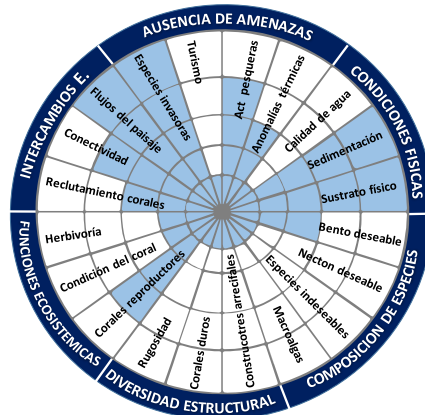 AUSENCIA DE AMENAZAS
CONDICIONES FISICAS
COMPOSICION DE ESPECIES
DIVERSIDAD ESTRUCTURAL
FUNCIONES ECOSISTEMICAS
INTERCAMBIOS E.
Turismo
Act pesqueras
Anomalías térmicas
Calidad de agua
Sedimentación
Sustrato físico
Bento deseable
Necton deseable
Especies indeseables
Macroalgas
Construcotres arrecifales
Corales duros
Rugosidad
Corales reproductores
Condición del coral
Herbivoría
Reclutamiento corales
Conectividad
Flujos del paisaje
Especies invasoras